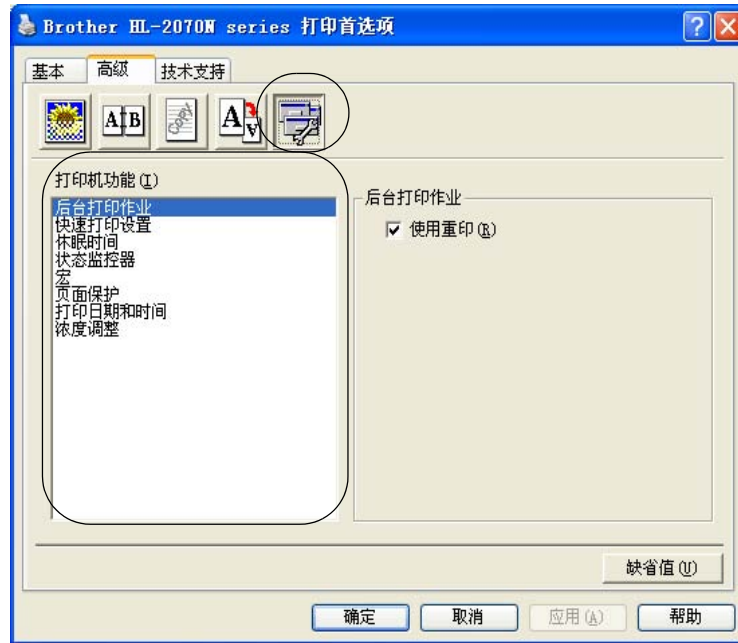 Brother HL-2070N series 打印首选项
基本 高级 技术支持
A B
Copy
A A
打印机功能(I)
后台打印作业
快速打印设置
休眠时间
状态监控器
宏
页面保护
打印日期和时间
浓度调整
后台打印作业
使用重印(R)
缺省值(U)
确定 取消 应用(A) 帮助